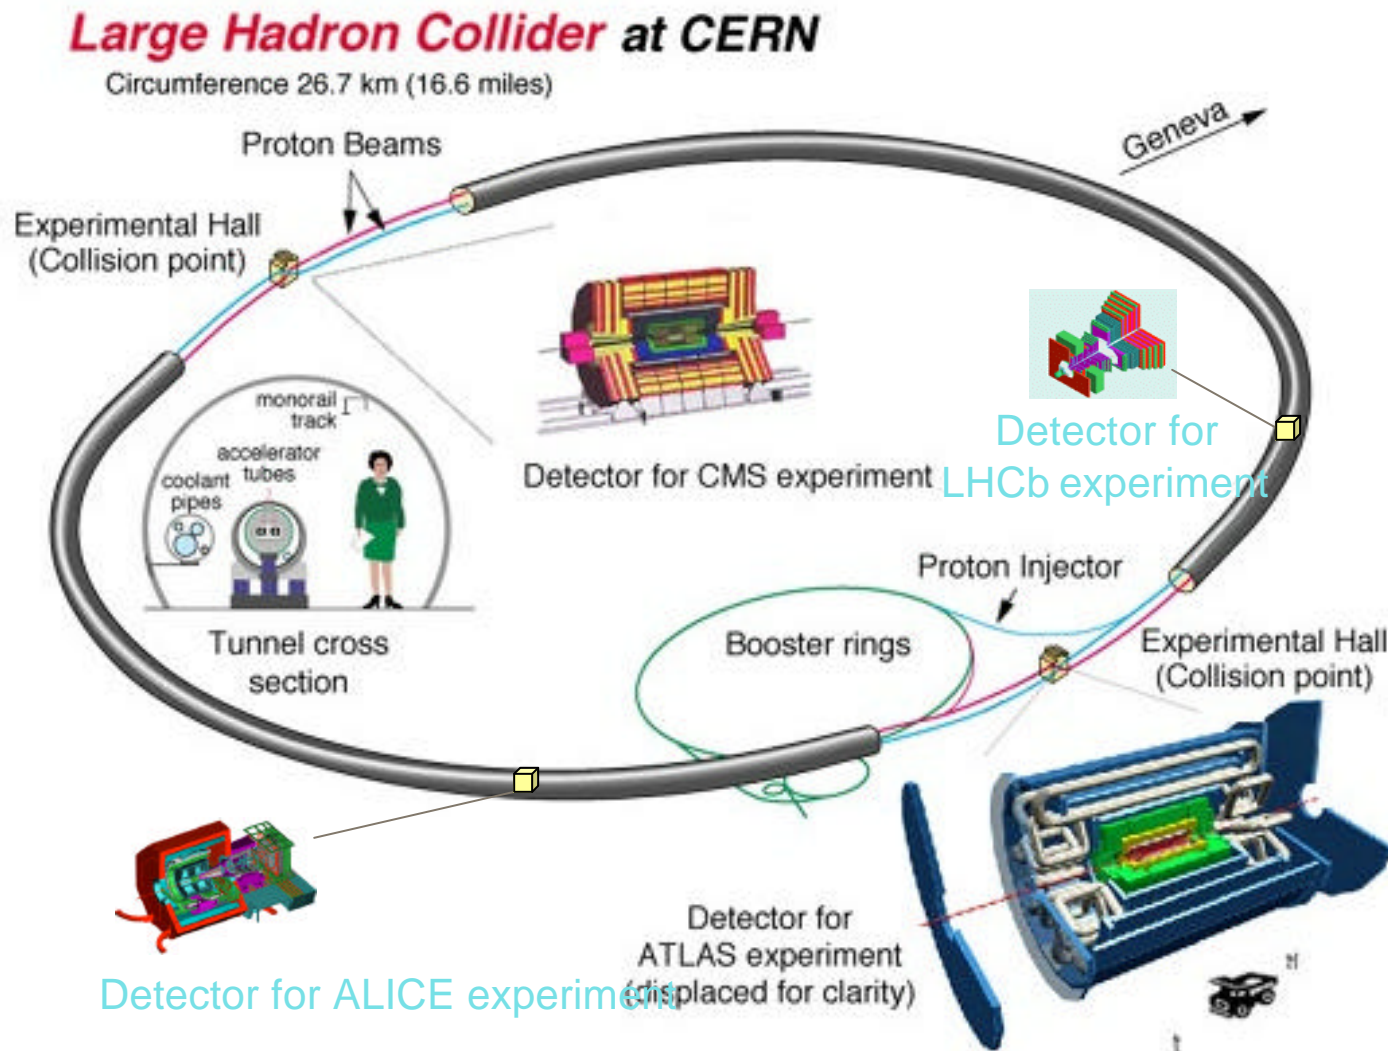 Large Hadron Collider at CERN
Circumference 26.7 km (16.6 miles)
Proton Beams
Geneva
Experimental Hall
(Collision point)
monorail
track
accelerator
tubes
coolant
pipes
Tunnel cross
section
Detector for CMS experiment
Detector for
LHCb experiment
Proton Injector
Booster rings
Experimental Hall
(Collision point)
Detector for
ATLAS experiment
(displaced for clarity)
Detector for ALICE experiment